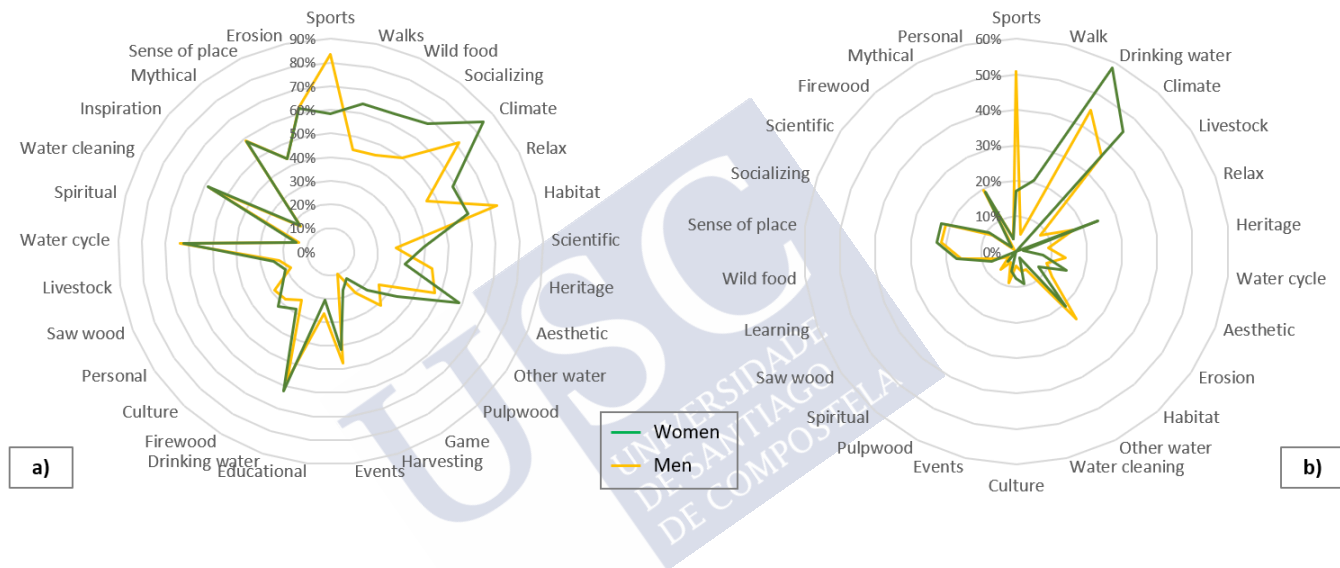 Sports
Walks
Wild food
Socializing
Climate
Relax
Habitat
Scientific
Heritage
Aesthetic
Other water
Pulpwood
Game
Harvesting
Events
Educational
Drinking water
Firewood
Culture
Personal
Saw wood
Livestock
Water cycle
Spiritual
Water cleaning
Inspiration
Mythical
Sense of place
Erosion
90%
80%
70%
60%
50%
40%
30%
20%
10%
0%
a)
Women
Men
USC
UNIVERSIDADE
DE SANTIAGO
DE COMPOSTELA
Sports
Walk
Drinking water
Climate
Livestock
Relax
Heritage
Water cycle
Aesthetic
Erosion
Habitat
Other water
Water cleaning
Culture
Events
Pulpwood
Spiritual
Saw wood
Learning
Wild food
Sense of place
Socializing
Scientific
Firewood
Mythical
Personal
60%
50%
40%
30%
20%
10%
0%
b)